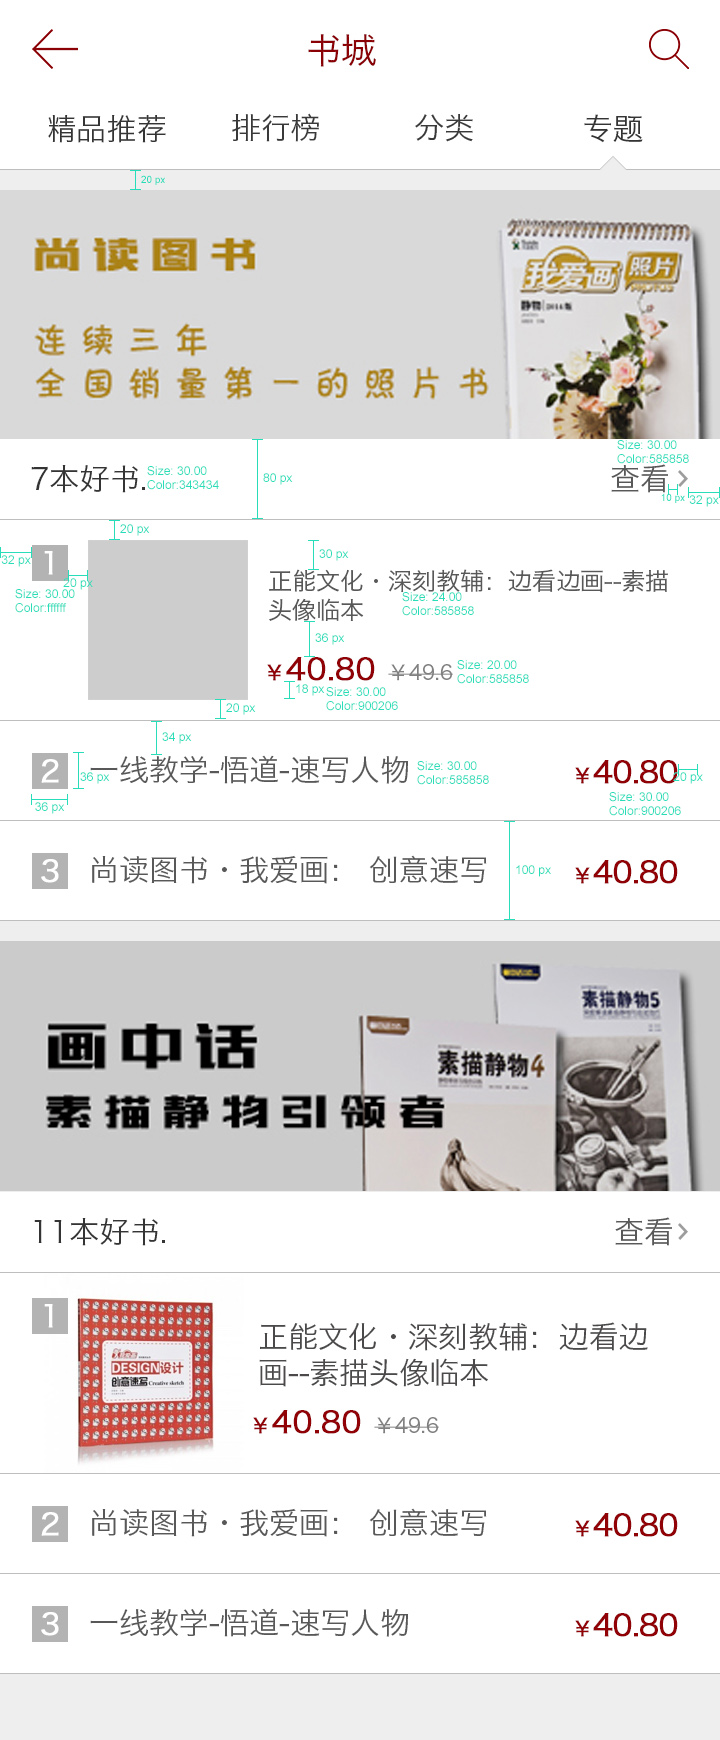 书城
精品推荐 排行榜 分类 专题
20 px
尚读图书
我爱画 照片
静物
连续三年
全国销量第一的照片书
Size: 30.00
Color:585858
7本好书.
Size: 30.00
Color:343434
80 px
查看
10 px
32 px
20 px
32 px
1
20 px
Size: 30.00
Color:ffffff
30 px
正能文化·深刻教辅：边看边画--素描
头像临本
Size: 24.00
Color:585858
36 px
¥40.80 ¥49.6
Size: 20.00
Color:585858
18 px
Size: 30.00
Color:900206
20 px
34 px
2
36 px
36 px
一线教学-悟道-速写人物
Size: 30.00
Color:585858
¥40.80
20 px
Size: 30.00
Color:900206
3 尚读图书·我爱画： 创意速写 ¥40.80
100 px
画中话
素描静物引领者
素描静物4
素描静物5
11本好书. 查看
1
DESIGN设计
创意速写Creative sketch
正能文化·深刻教辅：边看边
画--素描头像临本
¥40.80 ¥49.6
2 尚读图书·我爱画： 创意速写 ¥40.80
3 一线教学-悟道-速写人物 ¥40.80